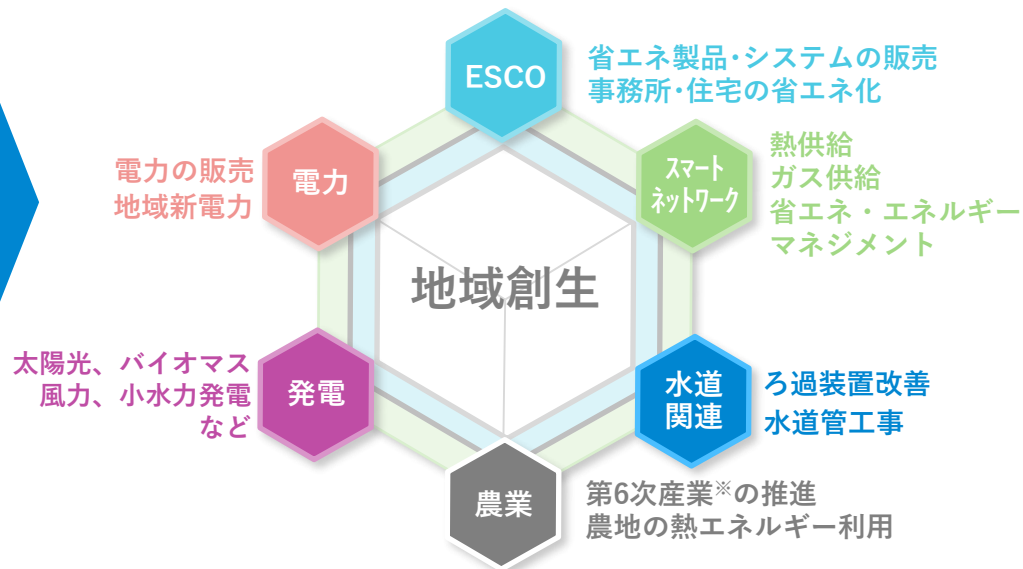 ESCO
省エネ製品･システムの販売
事務所･住宅の省エネ化
電力
電力の販売
地域新電力
ｽﾏｰﾄ
ﾈｯﾄﾜｰｸ
熱供給
ガス供給
省エネ・エネルギー
マネジメント
地域創生
発電
太陽光、バイオマス
風力、小水力発電
など
水道
関連
ろ過装置改善
水道管工事
農業
第6次産業※の推進
農地の熱エネルギー利用